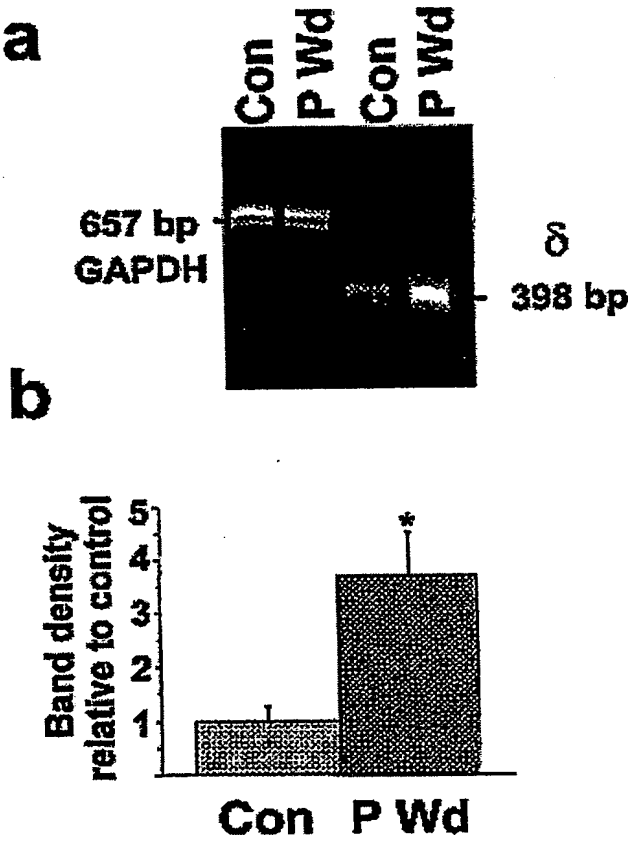 a
Con P Wd Con P Wd
657 bp
GAPDH
δ
398 bp
b
Band density
relative to control
5
4
3
2
1
*
Con P Wd